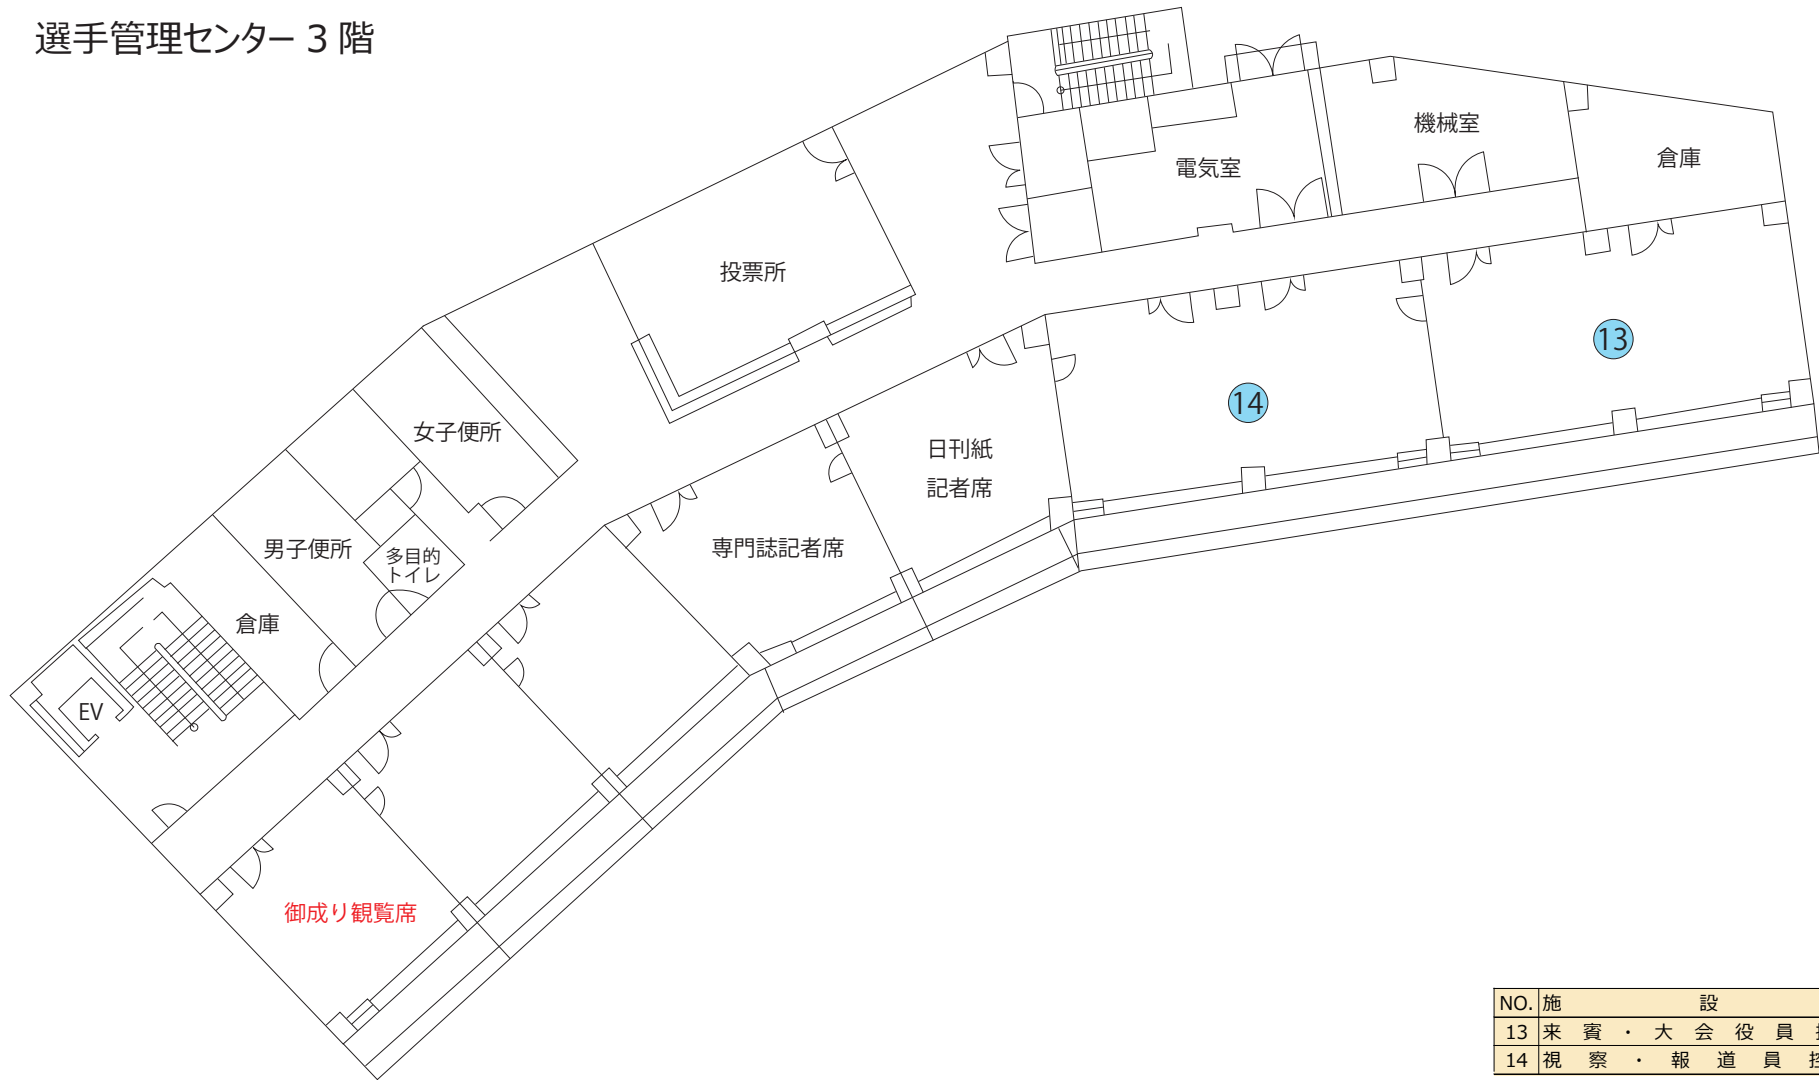 選手管理センター 3 階
機械室
倉庫
電気室
投票所
13
14
女子便所
日刊紙
記者席
男子便所
多目的
トイレ
専門誌記者席
倉庫
EV
御成り観覧席
NO. 施 設
13 来 賓 ・ 大 会 役 員
14 視 察 ・ 報 道 員 控